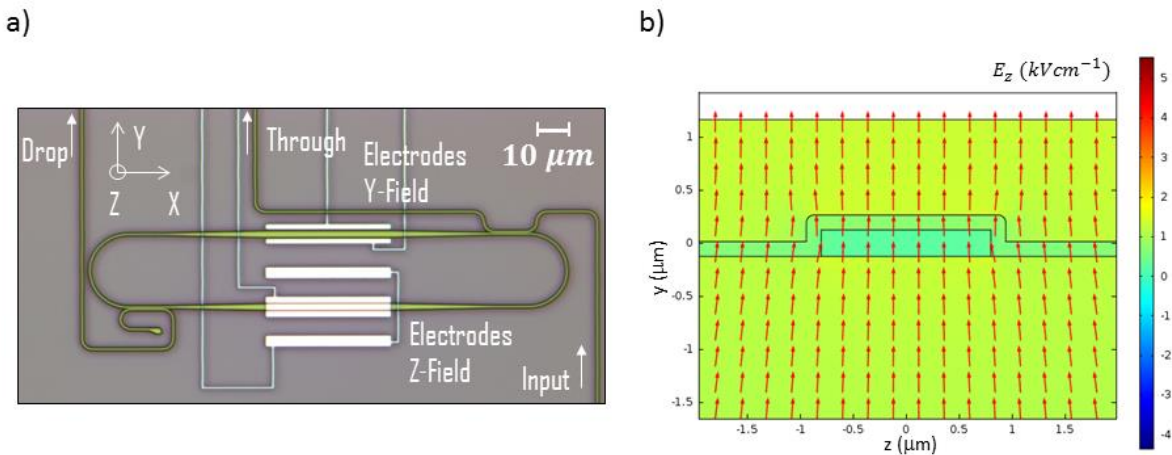 a)
Drop
Y
Z
X
Through
Electrodes
Y-Field
10 μm
Electrodes
Z-Field
Input
b)
E_z (kVcm⁻¹)
y (μm)
1
0.5
0
-0.5
-1
-1.5
-1.5
-1
-0.5
0
0.5
1
1.5
z (μm)
5
4
3
2
1
0
-1
-2
-3
-4